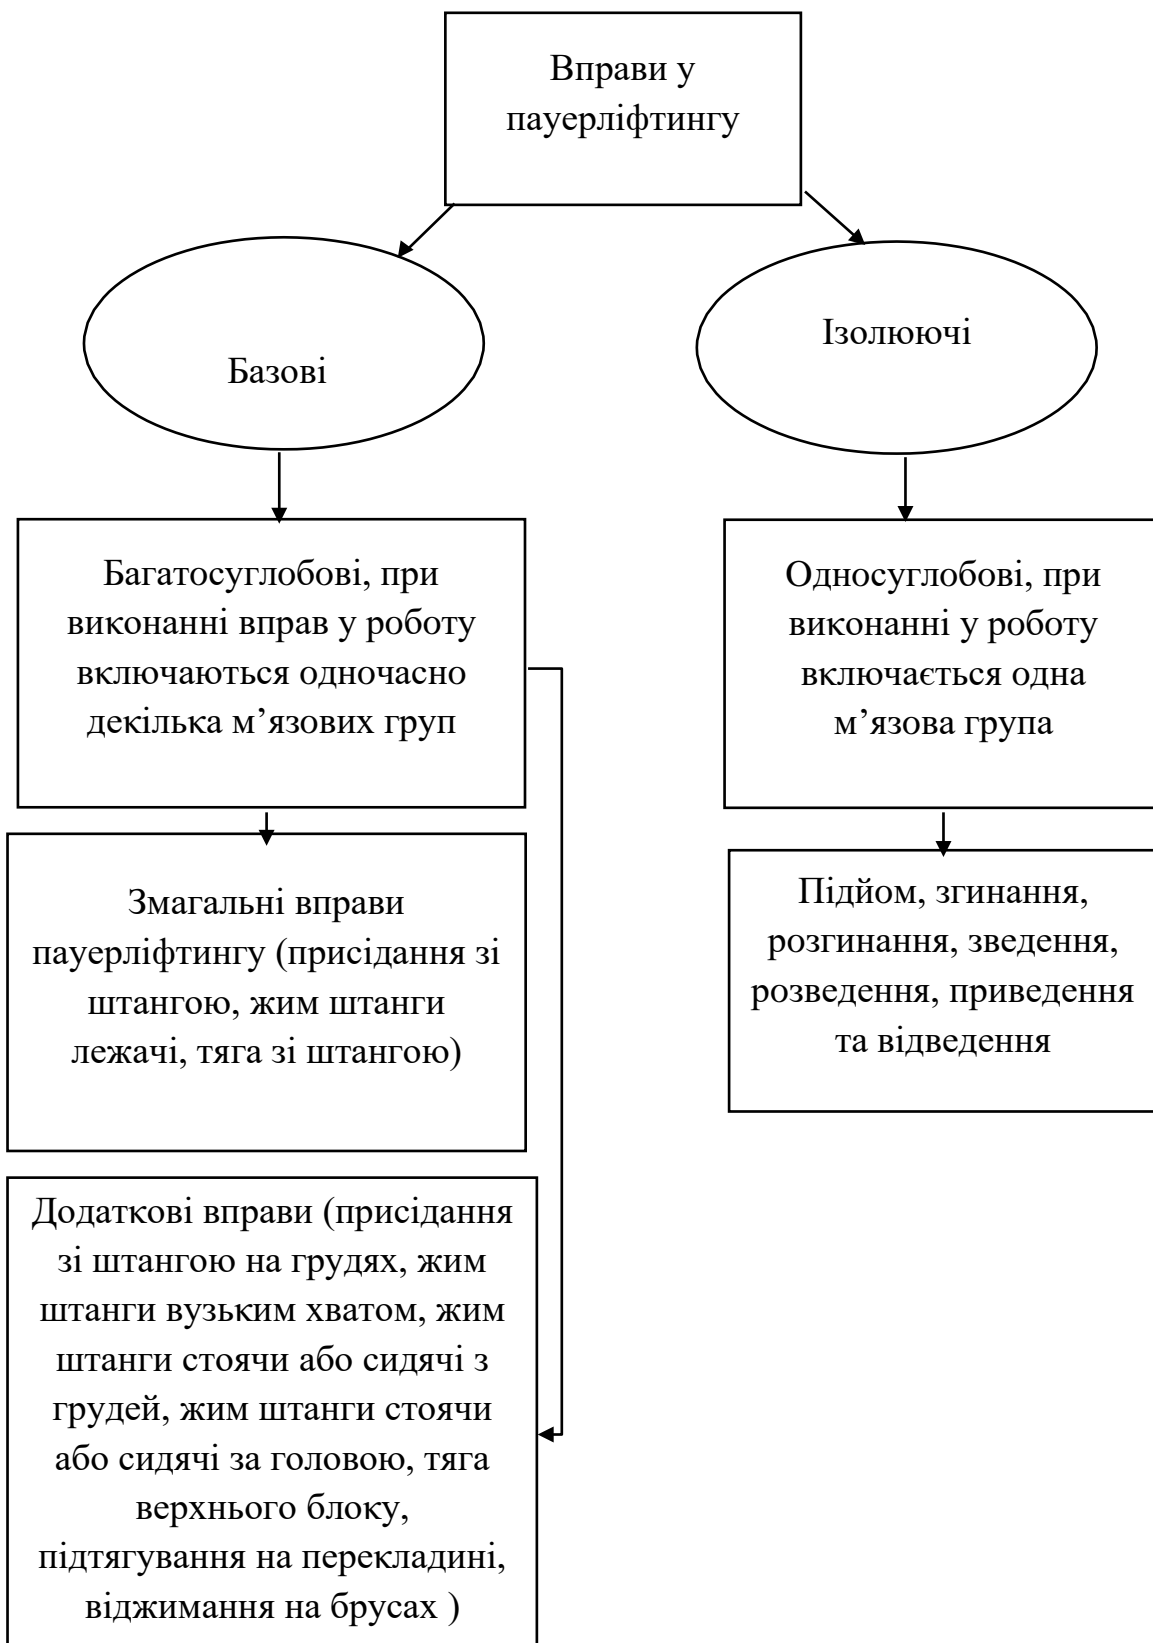 Вправи у
пауерліфтингу
Базові
Ізолюючі
Багатосуглобові, при
виконанні вправ у роботу
включаються одночасно
декілька м’язових груп
Односуглобові, при
виконанні у роботу
включається одна
м’язова група
Змагальні вправи
пауерліфтингу (присідання зі
штангою, жим штанги
лежачі, тяга зі штангою)
Підйом, згинання,
розгинання, зведення,
розведення, приведення
та відведення
Додаткові вправи (присідання
зі штангою на грудях, жим
штанги вузьким хватом, жим
штанги стоячи або сидячі з
грудей, жим штанги стоячи
або сидячі за головою, тяга
верхнього блоку,
підтягування на перекладині,
віджимання на брусах )